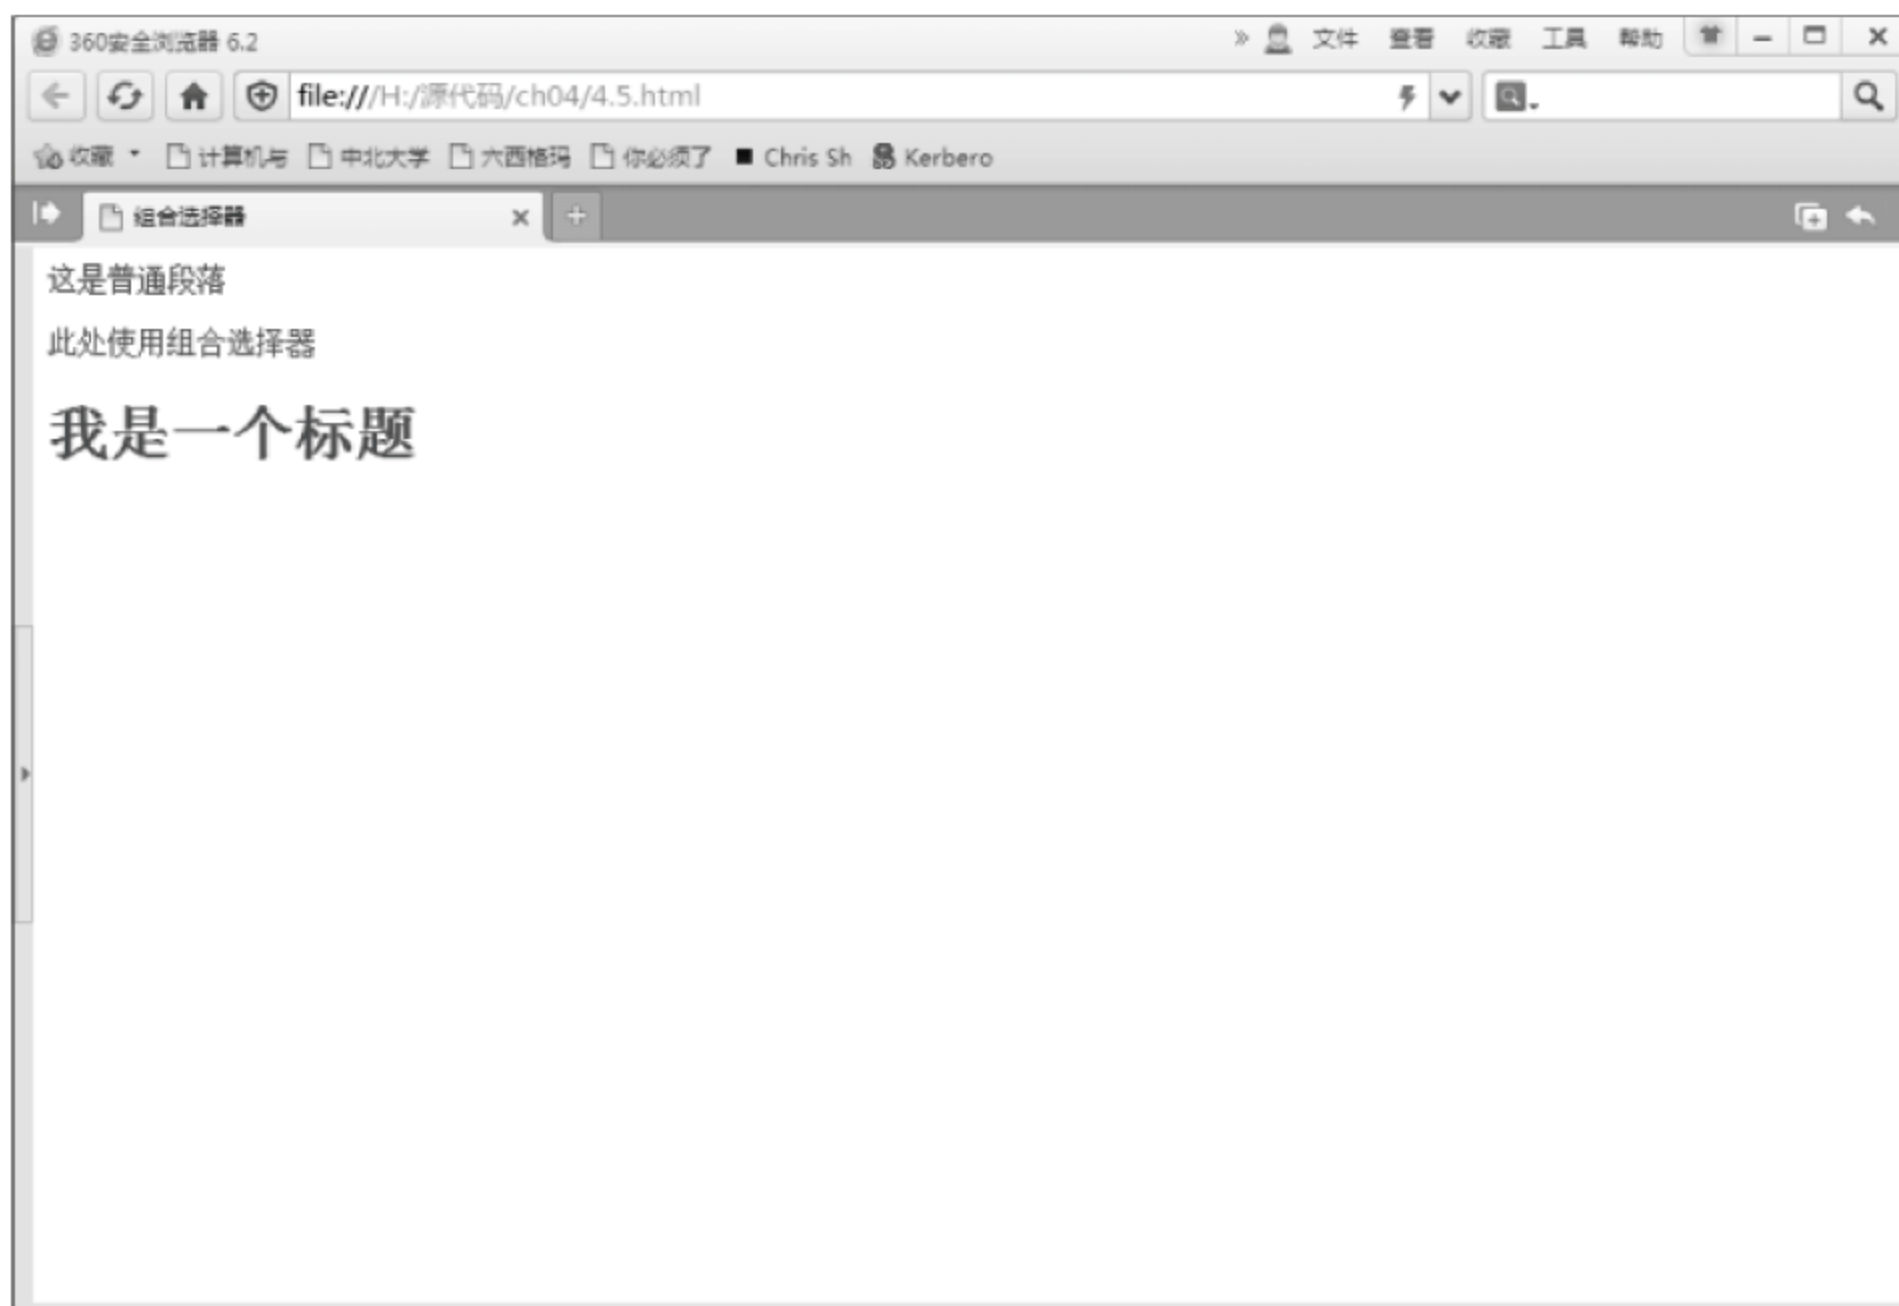 360安全浏览器 6.2
» 文件 查看 收藏 工具 帮助
file:///H:/源代码/ch04/4.5.html
收藏 计算机与 中北大学 六西格玛 你必须了 Chris Sh Kerbero
组合选择器
这是普通段落
此处使用组合选择器
我是一个标题